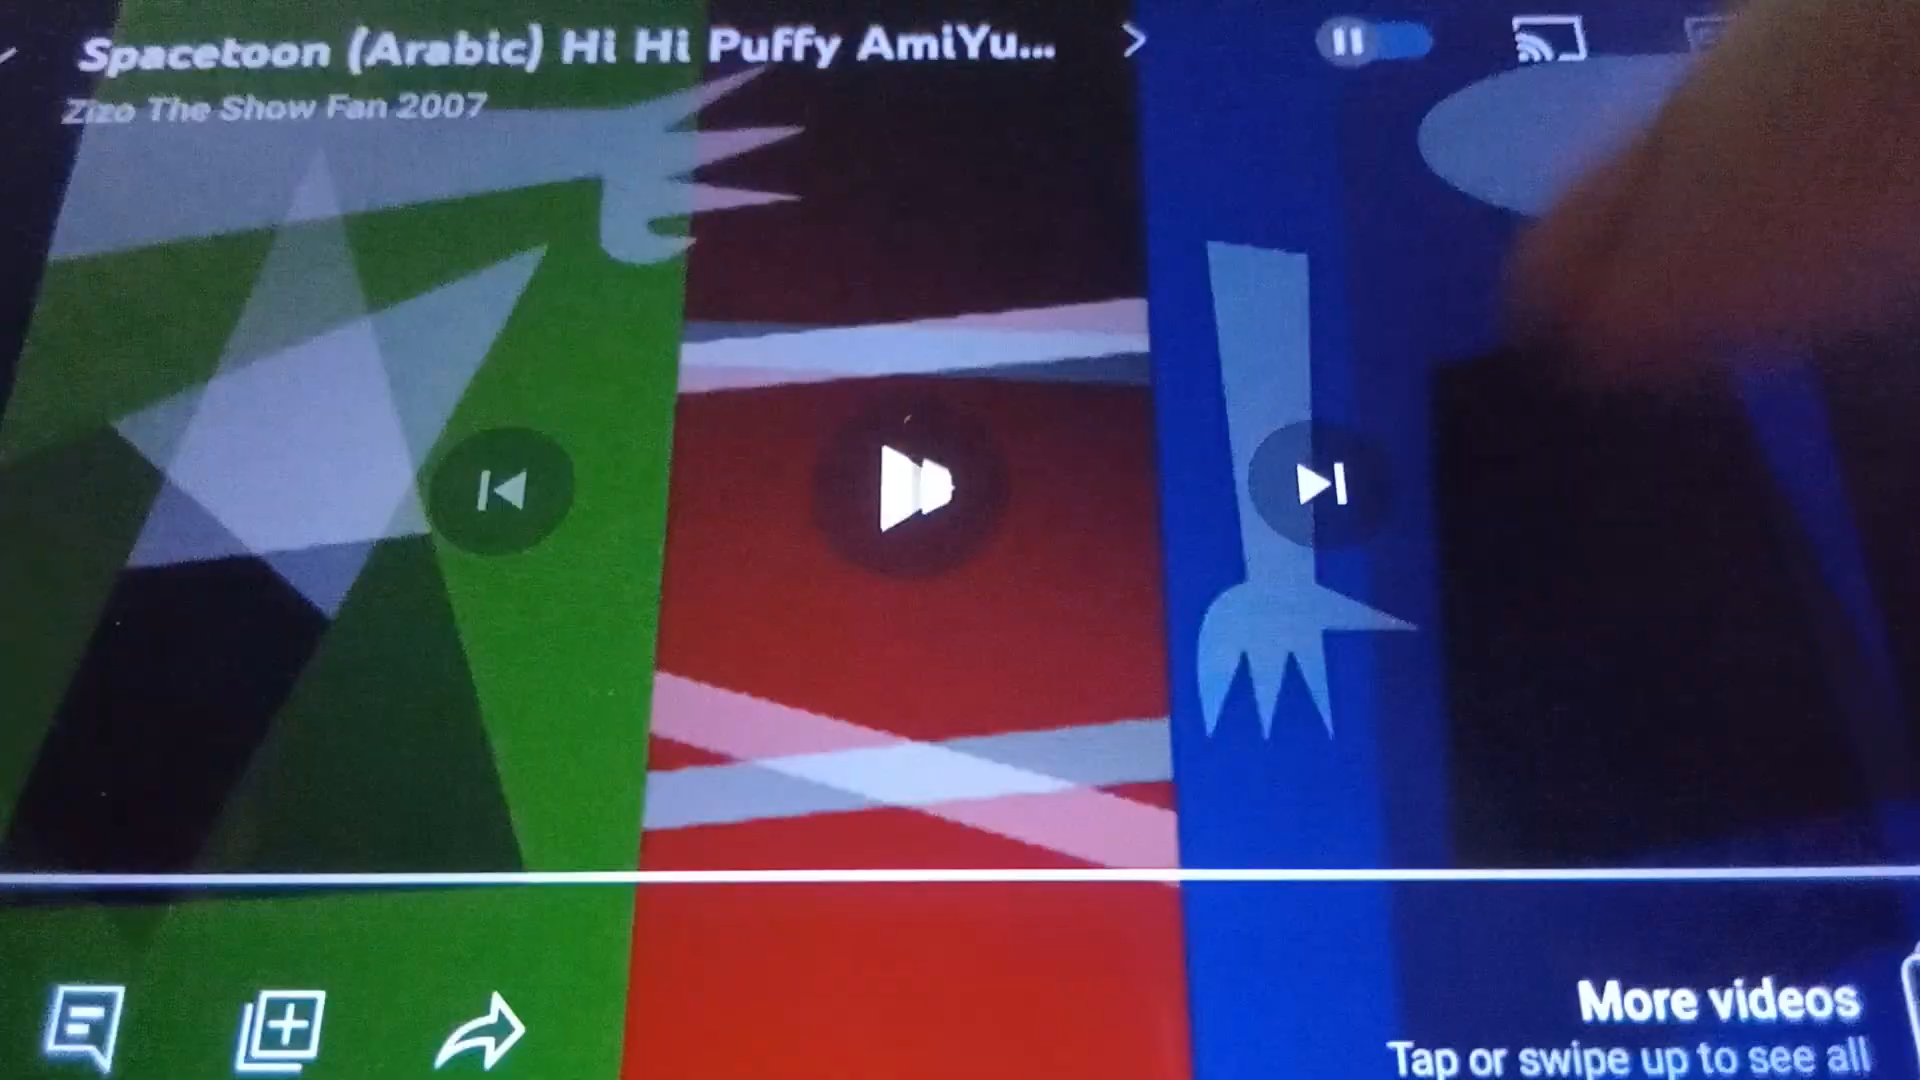 Spacetoon (Arabic) Hi Hi Puffy AmiYu...
Zizo The Show Fan 2007
More videos
Tap or swipe up to see all